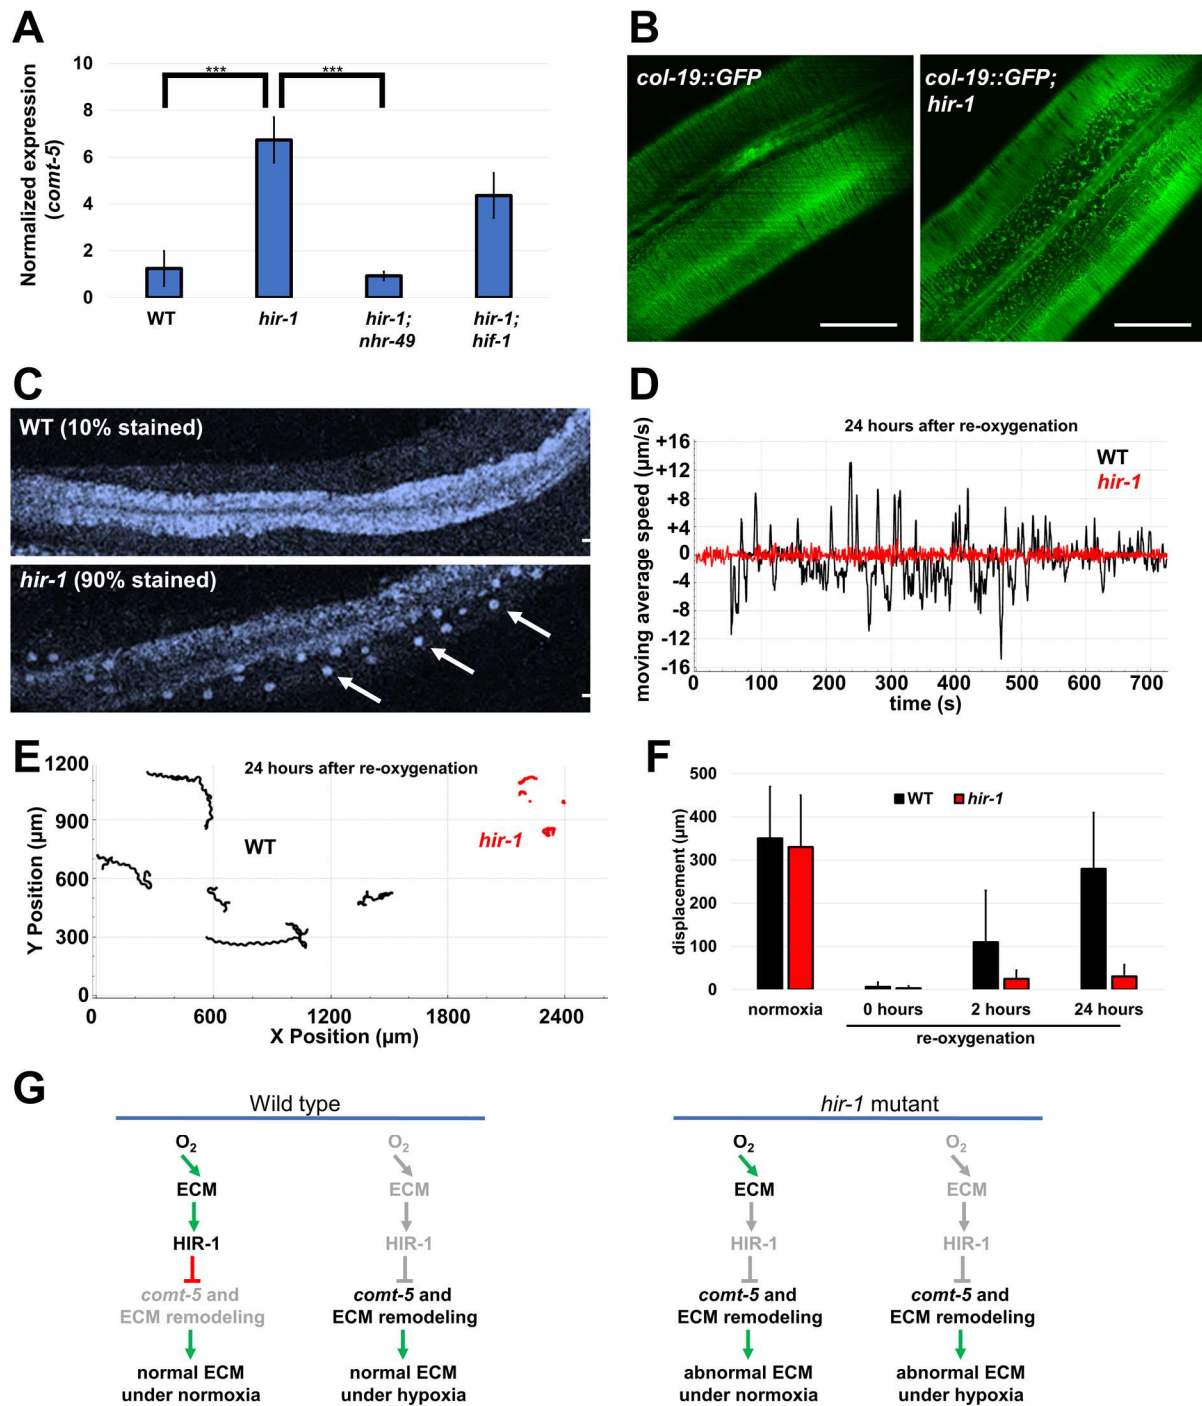 A
Normalized expression
(comt-5)
10
8
6
4
2
0
***
***
WT
hir-1
hir-1;
nhr-49
hir-1;
hif-1
B
col-19::GFP
col-19::GFP;
hir-1
C
WT (10% stained)
hir-1 (90% stained)
D
24 hours after re-oxygenation
moving average speed (µm/s)
+16
+12
+8
+4
0
-4
-8
-12
-16
WT
hir-1
0 100 200 300 400 500 600 700
time (s)
E
24 hours after re-oxygenation
Y Position (µm)
1200
900
600
300
0
WT
hir-1
0 600 1200 1800 2400
X Position (µm)
F
displacement (µm)
500
400
300
200
100
0
WT hir-1
normoxia 0 hours 2 hours 24 hours
re-oxygenation
G
Wild type
O2
ECM
HIR-1
comt-5 and
ECM remodeling
normal ECM
under normoxia
O2
ECM
HIR-1
comt-5 and
ECM remodeling
normal ECM
under hypoxia
hir-1 mutant
O2
ECM
HIR-1
comt-5 and
ECM remodeling
abnormal ECM
under normoxia
O2
ECM
HIR-1
comt-5 and
ECM remodeling
abnormal ECM
under hypoxia